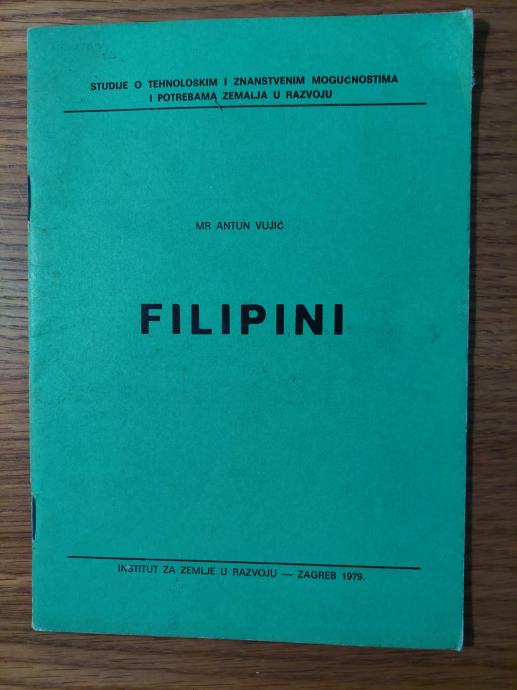 STUDIJE O TEHNOLOŠKIM I ZNANSTVENIM MOGUĆNOSTIMA
I POTREBAMA ZEMALJA U RAZVOJU
MR ANTUN VUJIĆ
FILIPINI
INSTITUT ZA ZEMLJE U RAZVOJU — ZAGREB 1979.